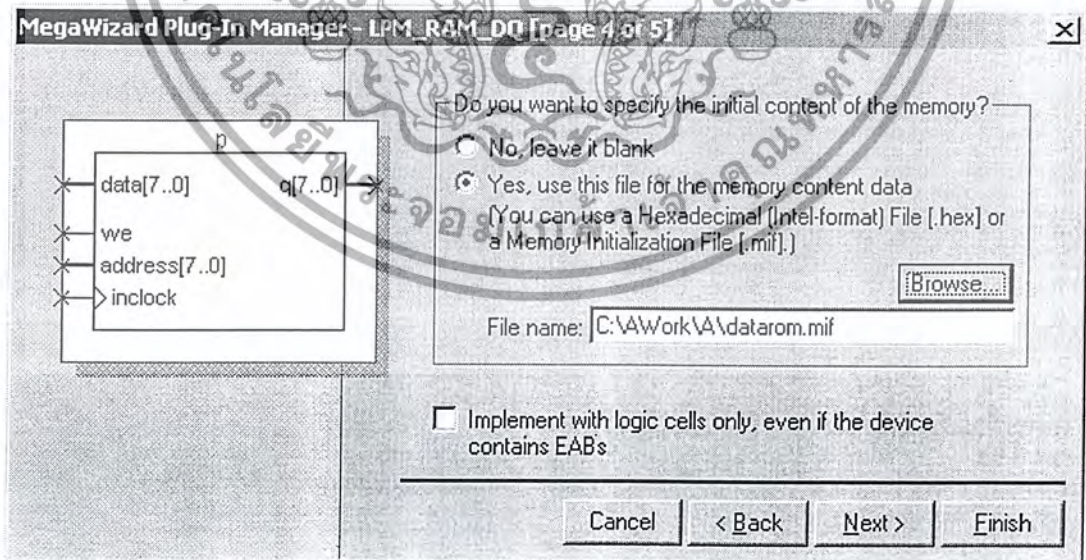 MegaWizard Plug-In Manager - LPM_RAM_DQ [page 4 of 5]
p
data[7..0]
q[7..0]
we
address[7..0]
inclock
Do you want to specify the initial content of the memory?
No, leave it blank
Yes, use this file for the memory content data
(You can use a Hexadecimal (Intel-format) File [.hex] or
a Memory Initialization File [.mif].)
Browse...
File name: C:\AWork\A\datarom.mif
Implement with logic cells only, even if the device
contains EAB's
Cancel
< Back
Next >
Finish